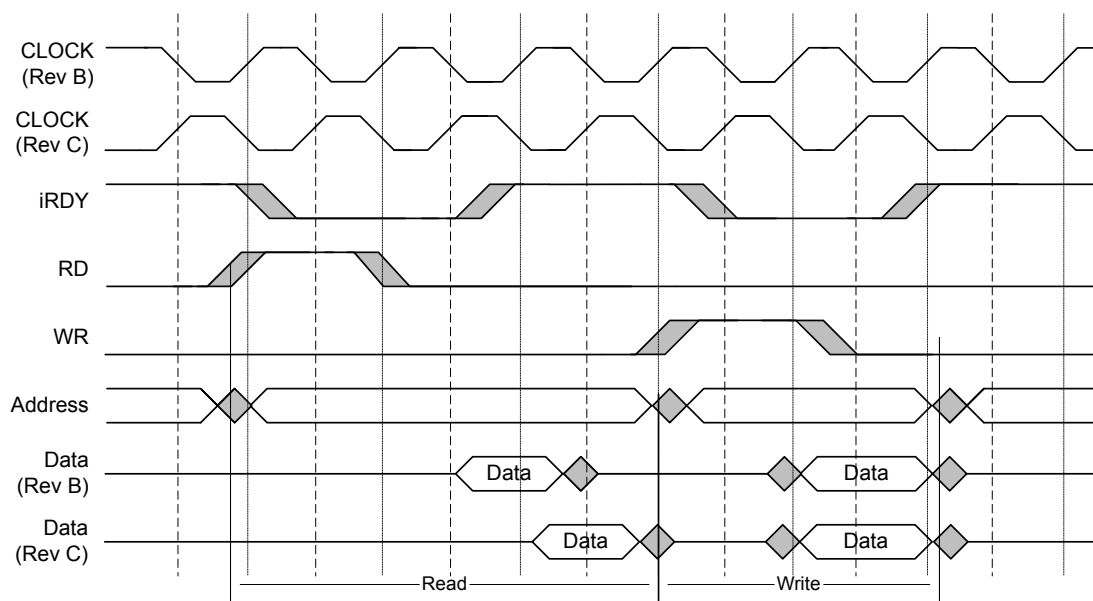 CLOCK
(Rev B)
CLOCK
(Rev C)
iRDY
RD
WR
Address
Data
(Rev B)
Data
Data
Data
(Rev C)
Data
Data
Read
Write